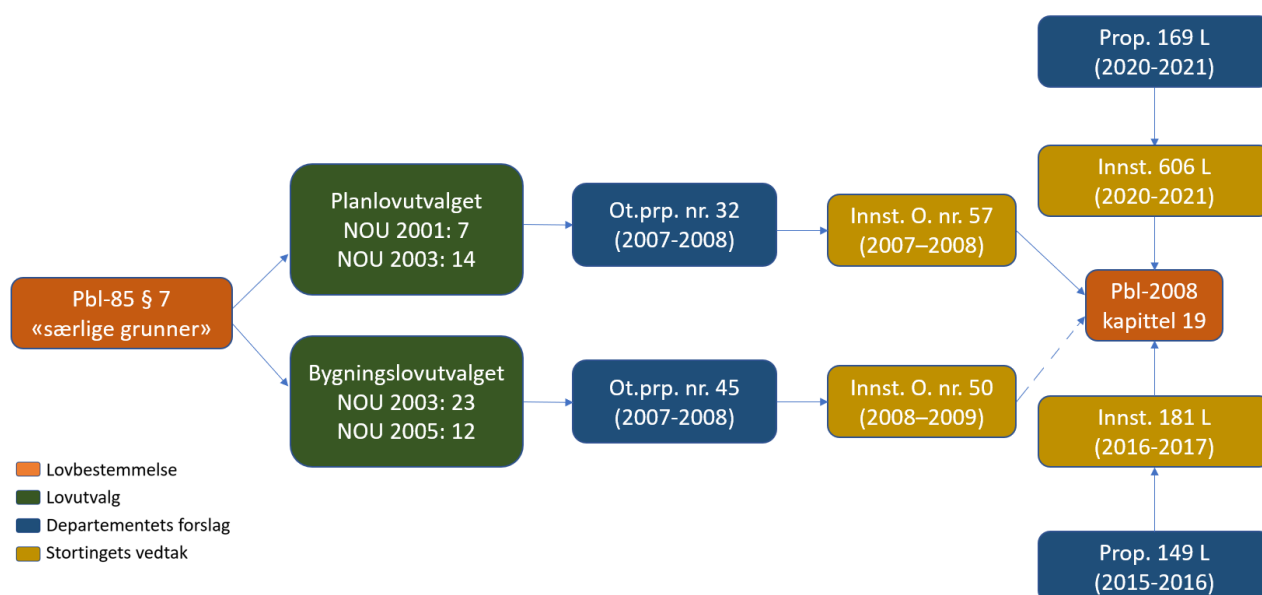 Prop. 169 L
(2020-2021)
Innst. 606 L
(2020-2021)
Planlovutvalget
NOU 2001: 7
NOU 2003: 14
Ot.prp. nr. 32
(2007-2008)
Innst. O. nr. 57
(2007–2008)
Pbl-85 § 7
«særlige grunner»
Pbl-2008
kapittel 19
Bygningslovutvalget
NOU 2003: 23
NOU 2005: 12
Ot.prp. nr. 45
(2007-2008)
Innst. O. nr. 50
(2008–2009)
Innst. 181 L
(2016-2017)
Prop. 149 L
(2015-2016)
Lovbestemmelse
Lovutvalg
Departementets forslag
Stortingets vedtak